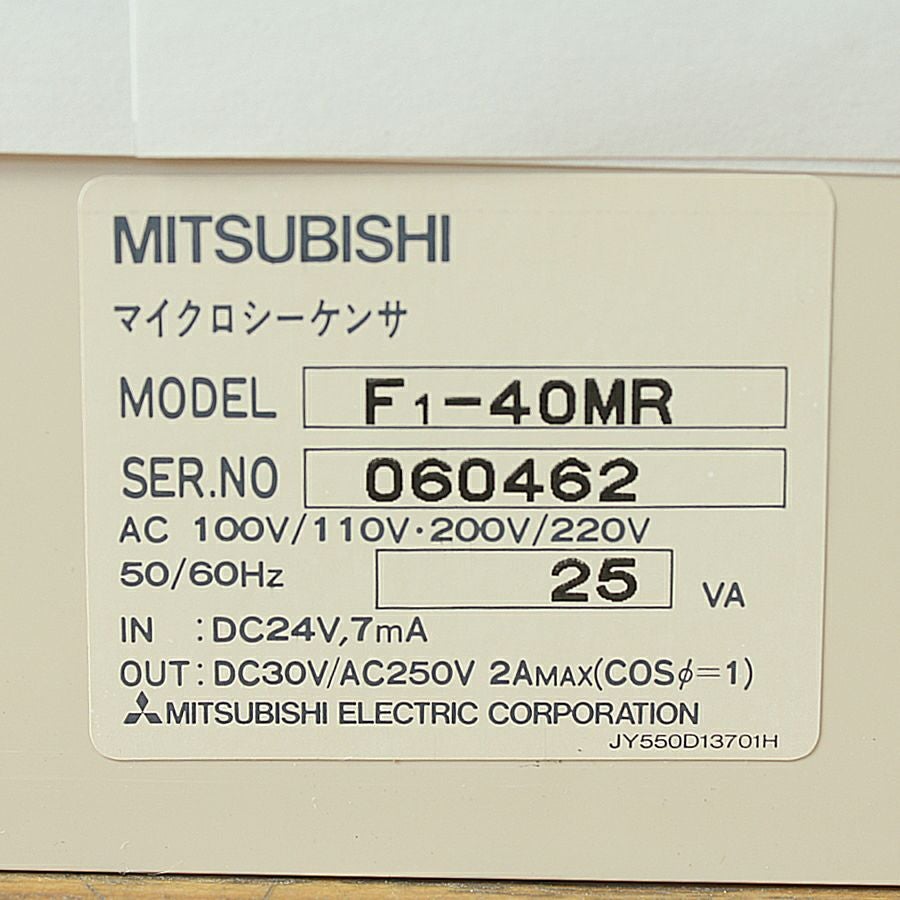 MITSUBISHI
マイクロシーケンサ
MODEL F1-40MR
SER.NO 060462
AC 100V/110V·200V/220V
50/60Hz 25 VA
IN :DC24V,7mA
OUT:DC30V/AC250V 2AMAX(COSφ=1)
MITSUBISHI ELECTRIC CORPORATION
JY550D13701H